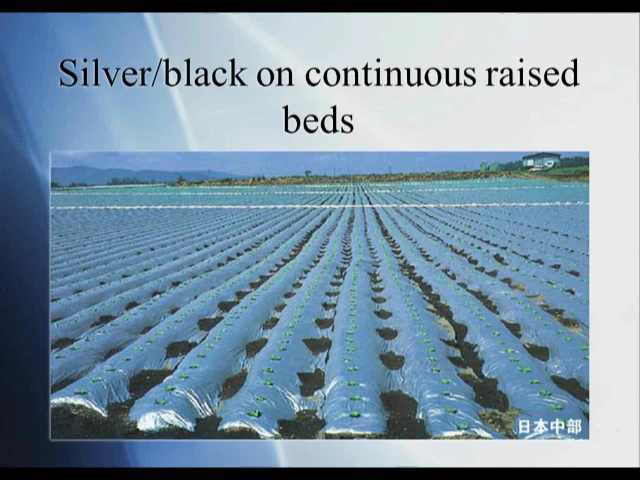 Silver/black on continuous raised
beds
日本中部